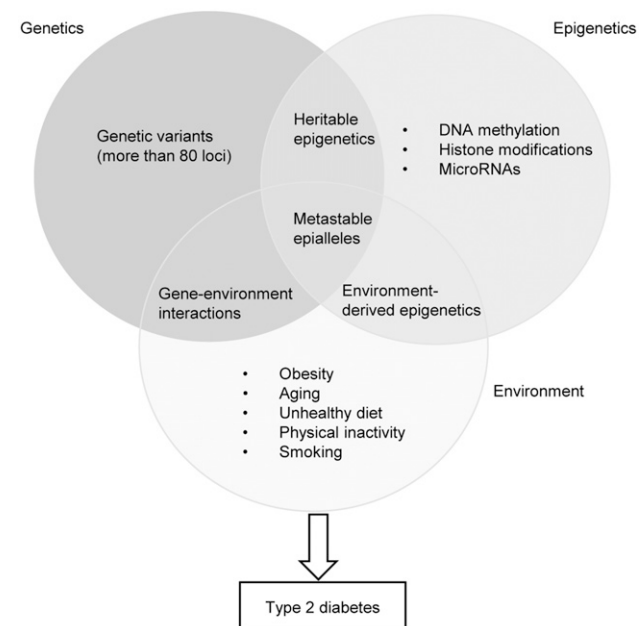 Genetics
Epigenetics
Genetic variants
(more than 80 loci)
Heritable
epigenetics
• DNA methylation
• Histone modifications
• MicroRNAs
Metastable
epialleles
Gene-environment
interactions
Environment-
derived epigenetics
• Obesity
• Aging
• Unhealthy diet
• Physical inactivity
• Smoking
Environment
Type 2 diabetes